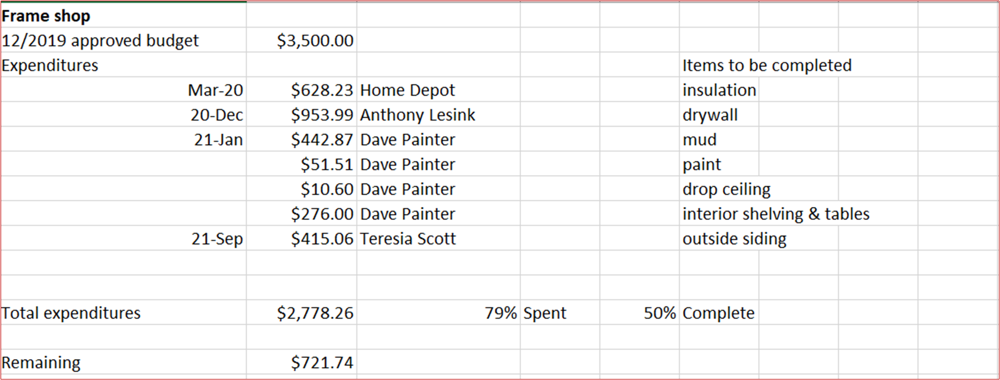 Frame shop
12/2019 approved budget $3,500.00
Expenditures Items to be completed
Mar-20 $628.23 Home Depot insulation
20-Dec $953.99 Anthony Lesink drywall
21-Jan $442.87 Dave Painter mud
$51.51 Dave Painter paint
$10.60 Dave Painter drop ceiling
$276.00 Dave Painter interior shelving & tables
21-Sep $415.06 Teresia Scott outside siding
Total expenditures $2,778.26 79% Spent 50% Complete
Remaining $721.74